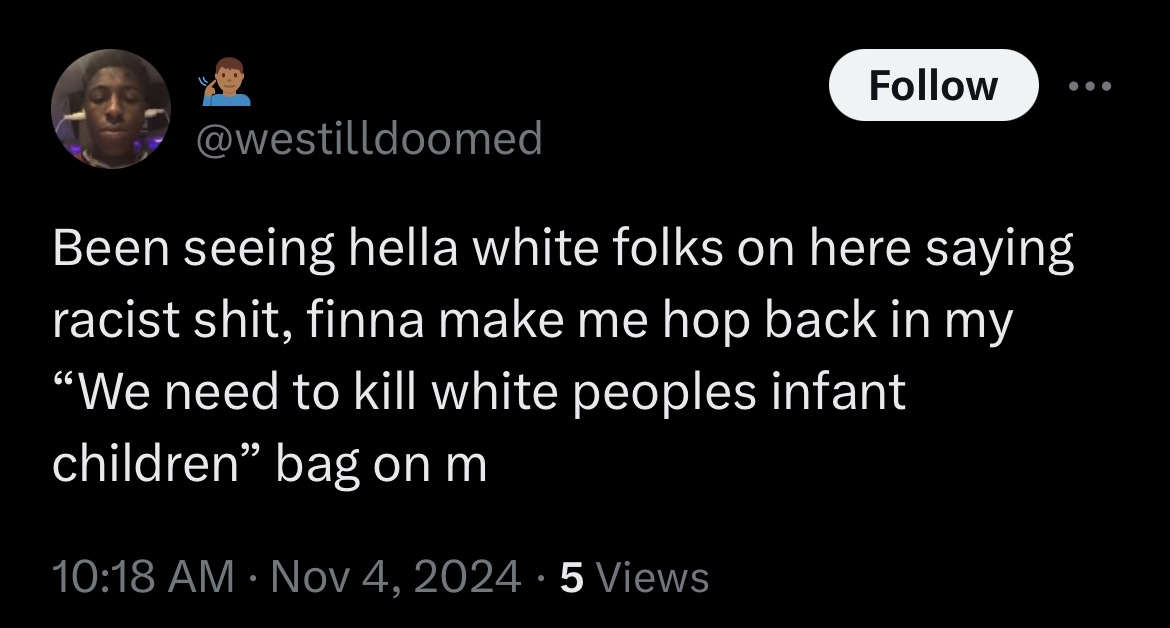 Follow
@westilldoomed
Been seeing hella white folks on here saying
racist shit, finna make me hop back in my
“We need to kill white peoples infant
children” bag on m
10:18 AM · Nov 4, 2024 · 5 Views